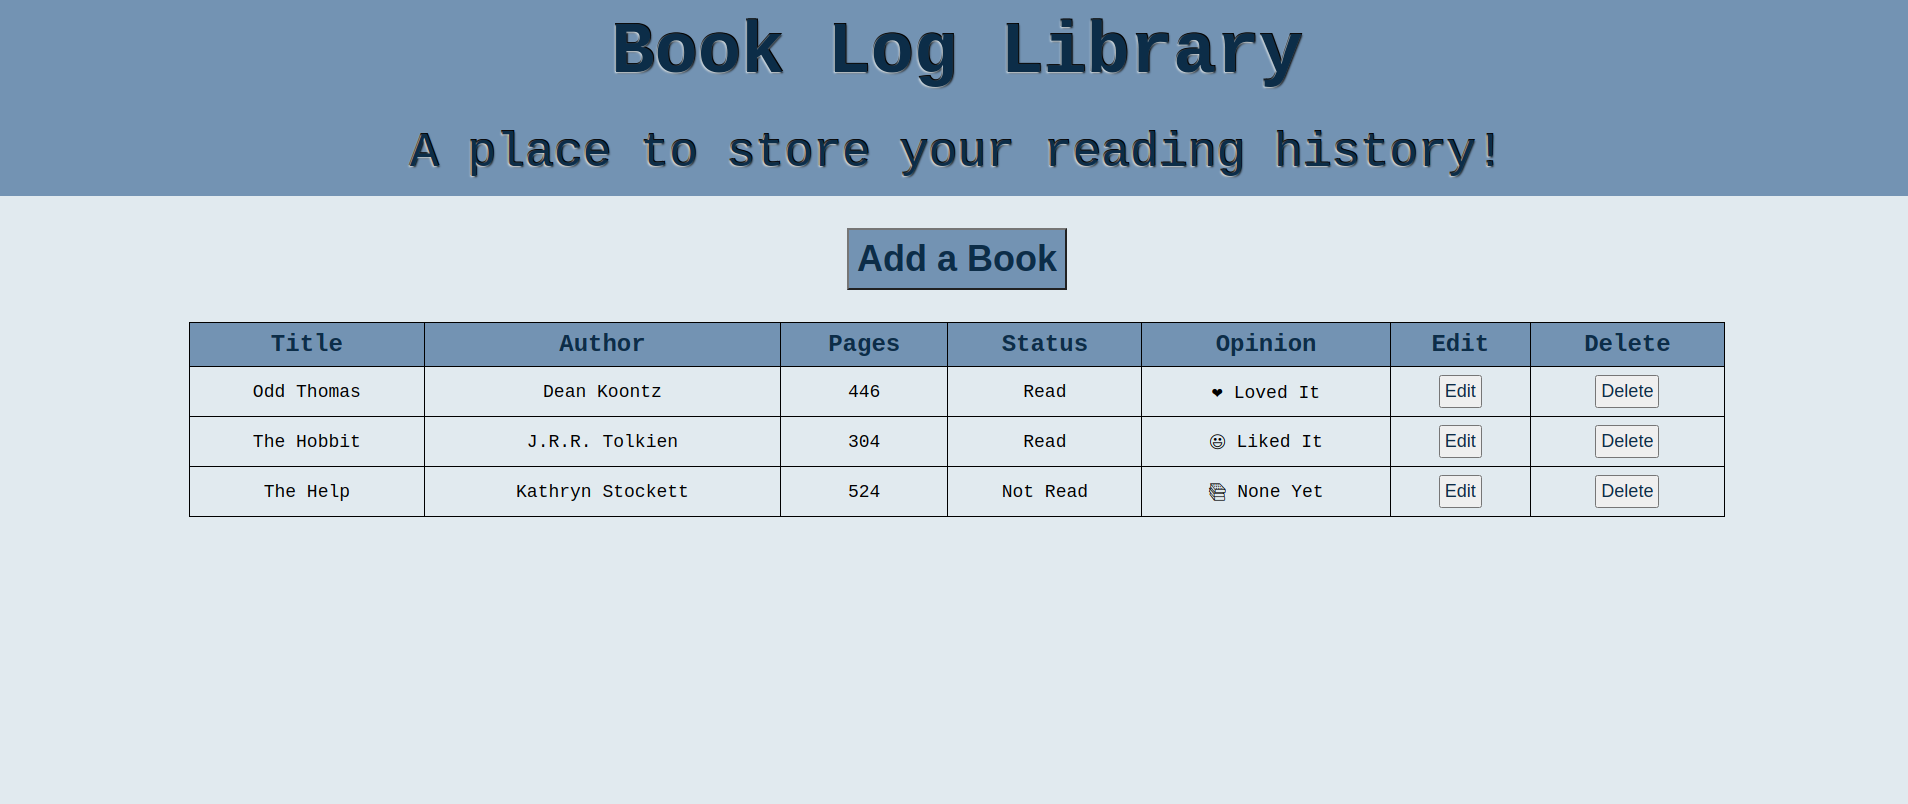 Book Log Library
A place to store your reading history!
Add a Book
Title Author Pages Status Opinion Edit Delete
Odd Thomas Dean Koontz 446 Read ❤ Loved It Edit Delete
The Hobbit J.R.R. Tolkien 304 Read 😃 Liked It Edit Delete
The Help Kathryn Stockett 524 Not Read 📚 None Yet Edit Delete